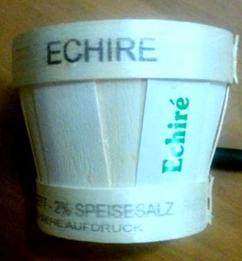 ECHIRE
Echiré
- 2% SPEISESALZ
AUFDRUCK